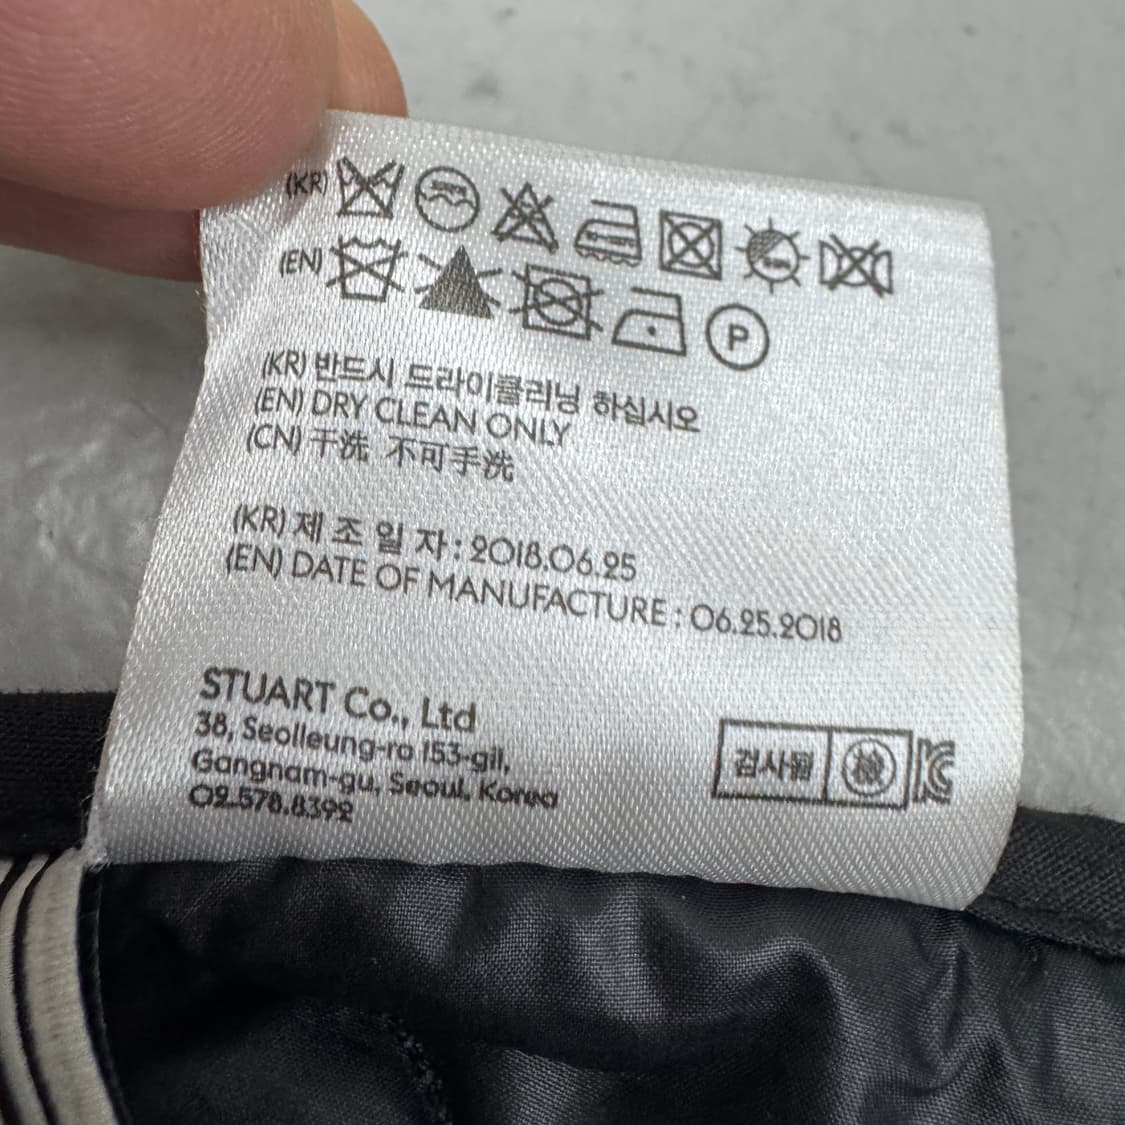 (KR)
(EN) P
(KR) 반드시 드라이클리닝 하십시오
(EN) DRY CLEAN ONLY
(CN) 干洗 不可手洗
(KR) 제 조 일 자 : 2018.06.25
(EN) DATE OF MANUFACTURE : 06.25.2018
STUART Co., Ltd
38, Seolleung-ro 153-gil,
Gangnam-gu, Seoul, Korea
02.578.8392
검사필 檢 KC